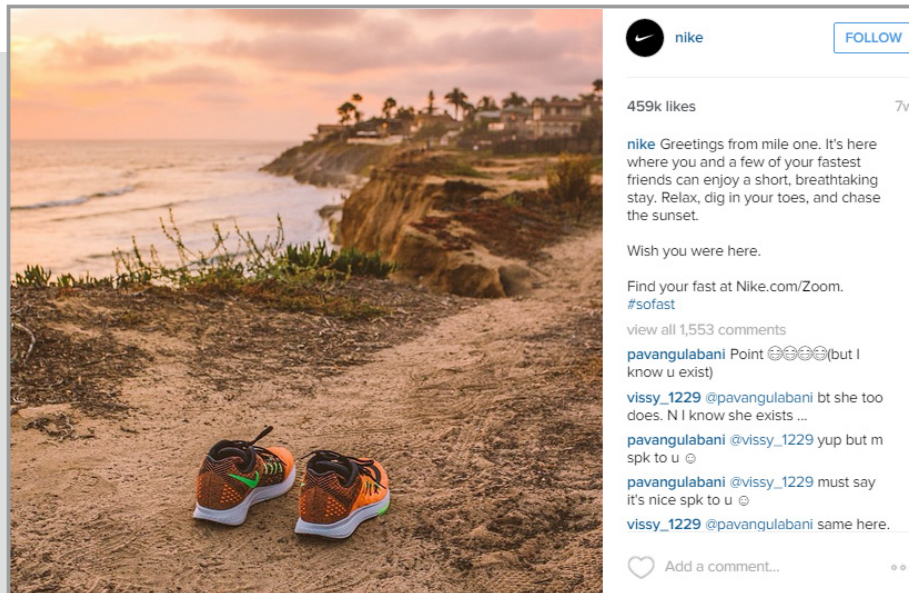 nike
FOLLOW
459k likes
7w
nike Greetings from mile one. It's here
where you and a few of your fastest
friends can enjoy a short, breathtaking
stay. Relax, dig in your toes, and chase
the sunset.
Wish you were here.
Find your fast at Nike.com/Zoom.
#sofast
view all 1,553 comments
pavangulabani Point 😂😂😂😂(but I
know u exist)
vissy_1229 @pavangulabani bt she too
does. N I know she exists ...
pavangulabani @vissy_1229 yup but m
spk to u ☺
pavangulabani @vissy_1229 must say
it's nice spk to u ☺
vissy_1229 @pavangulabani same here.
Add a comment...